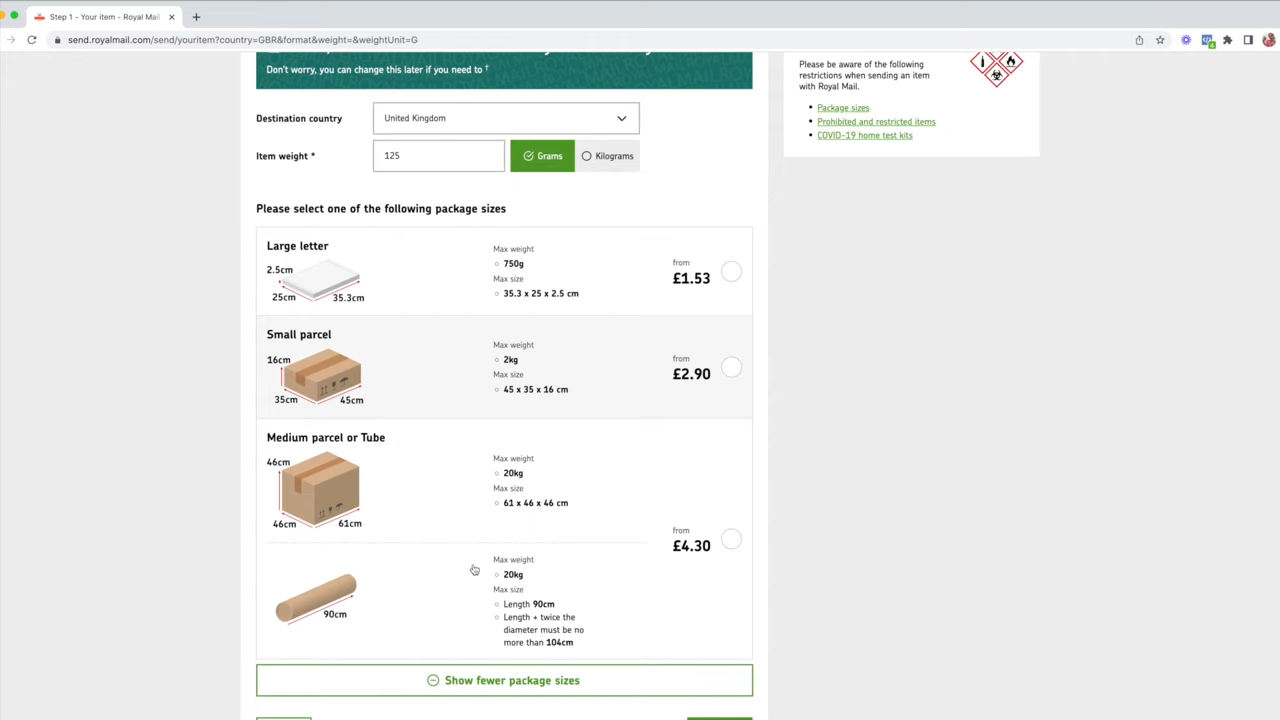 Step 1 - Your item - Royal Mail
send.royalmail.com/send/youritem?country=GBR&format&weight=&weightUnit=G
Don't worry, you can change this later if you need to †
Destination country
United Kingdom
Item weight *
125
Grams
Kilograms
Please select one of the following package sizes
Large letter
2.5cm
25cm
35.3cm
Max weight
750g
Max size
35.3 x 25 x 2.5 cm
from
£1.53
Small parcel
16cm
35cm
45cm
Max weight
2kg
Max size
45 x 35 x 16 cm
from
£2.90
Medium parcel or Tube
46cm
46cm
61cm
Max weight
20kg
Max size
61 x 46 x 46 cm
from
£4.30
90cm
Max weight
20kg
Max size
Length 90cm
Length + twice the
diameter must be no
more than 104cm
Show fewer package sizes
Please be aware of the following
restrictions when sending an item
with Royal Mail.
Package sizes
Prohibited and restricted items
COVID-19 home test kits